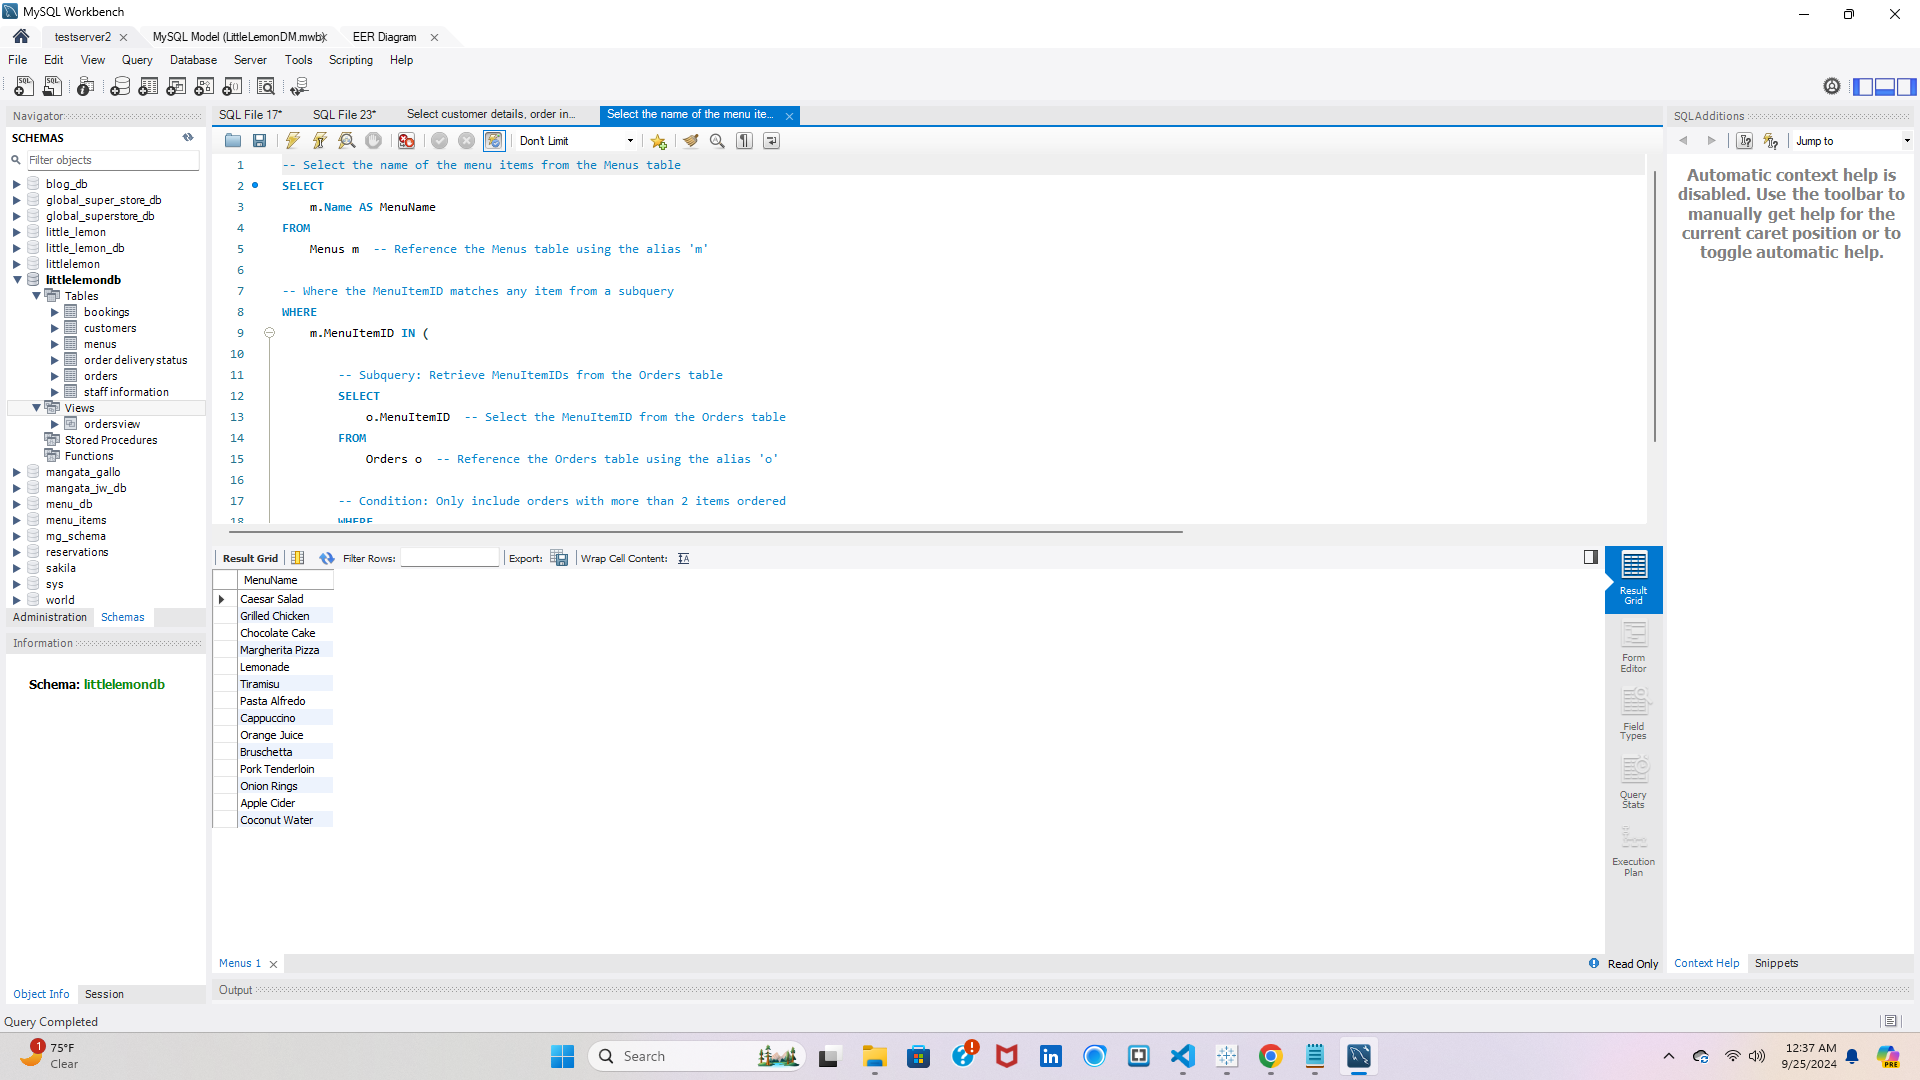 MySQL Workbench
testserver2
MySQL Model (LittleLemonDM.mwb)
EER Diagram
File Edit View Query Database Server Tools Scripting Help
Navigator
SCHEMAS
Filter objects
blog_db
global_super_store_db
global_superstore_db
little_lemon
little_lemon_db
littlelemon
littlelemondb
Tables
bookings
customers
menus
order delivery status
orders
staff information
Views
ordersview
Stored Procedures
Functions
mangata_gallo
mangata_jw_db
menu_db
menu_items
mg_schema
reservations
sakila
sys
world
Administration Schemas
Information
Schema: littlelemondb
Object Info Session
Query Completed
SQL File 17* SQL File 23* Select customer details, order in... Select the name of the menu ite...
Don't Limit
1 -- Select the name of the menu items from the Menus table
2 SELECT
3 m.Name AS MenuName
4 FROM
5 Menus m -- Reference the Menus table using the alias 'm'
6
7 -- Where the MenuItemID matches any item from a subquery
8 WHERE
9 m.MenuItemID IN (
10
11 -- Subquery: Retrieve MenuItemIDs from the Orders table
12 SELECT
13 o.MenuItemID -- Select the MenuItemID from the Orders table
14 FROM
15 Orders o -- Reference the Orders table using the alias 'o'
16
17 -- Condition: Only include orders with more than 2 items ordered
18 WHERE
Result Grid Filter Rows: Export: Wrap Cell Content:
MenuName
Caesar Salad
Grilled Chicken
Chocolate Cake
Margherita Pizza
Lemonade
Tiramisu
Pasta Alfredo
Cappuccino
Orange Juice
Bruschetta
Pork Tenderloin
Onion Rings
Apple Cider
Coconut Water
Result
Grid
Form
Editor
Field
Types
Query
Stats
Execution
Plan
Menus 1
Read Only
Output
SQLAdditions
Jump to
Automatic context help is
disabled. Use the toolbar to
manually get help for the
current caret position or to
toggle automatic help.
Context Help Snippets
1
75°F
Clear
Search
12:37 AM
9/25/2024
PRE